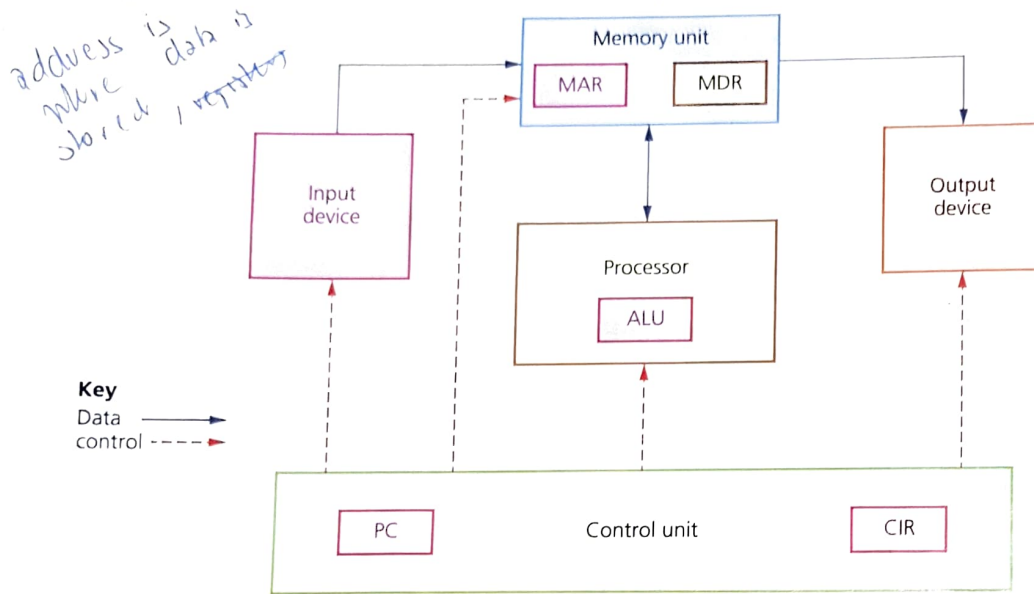 address is
where data is
stored, registers
Memory unit
MAR
MDR
Input
device
Output
device
Processor
ALU
Key
Data
control
PC
Control unit
CIR